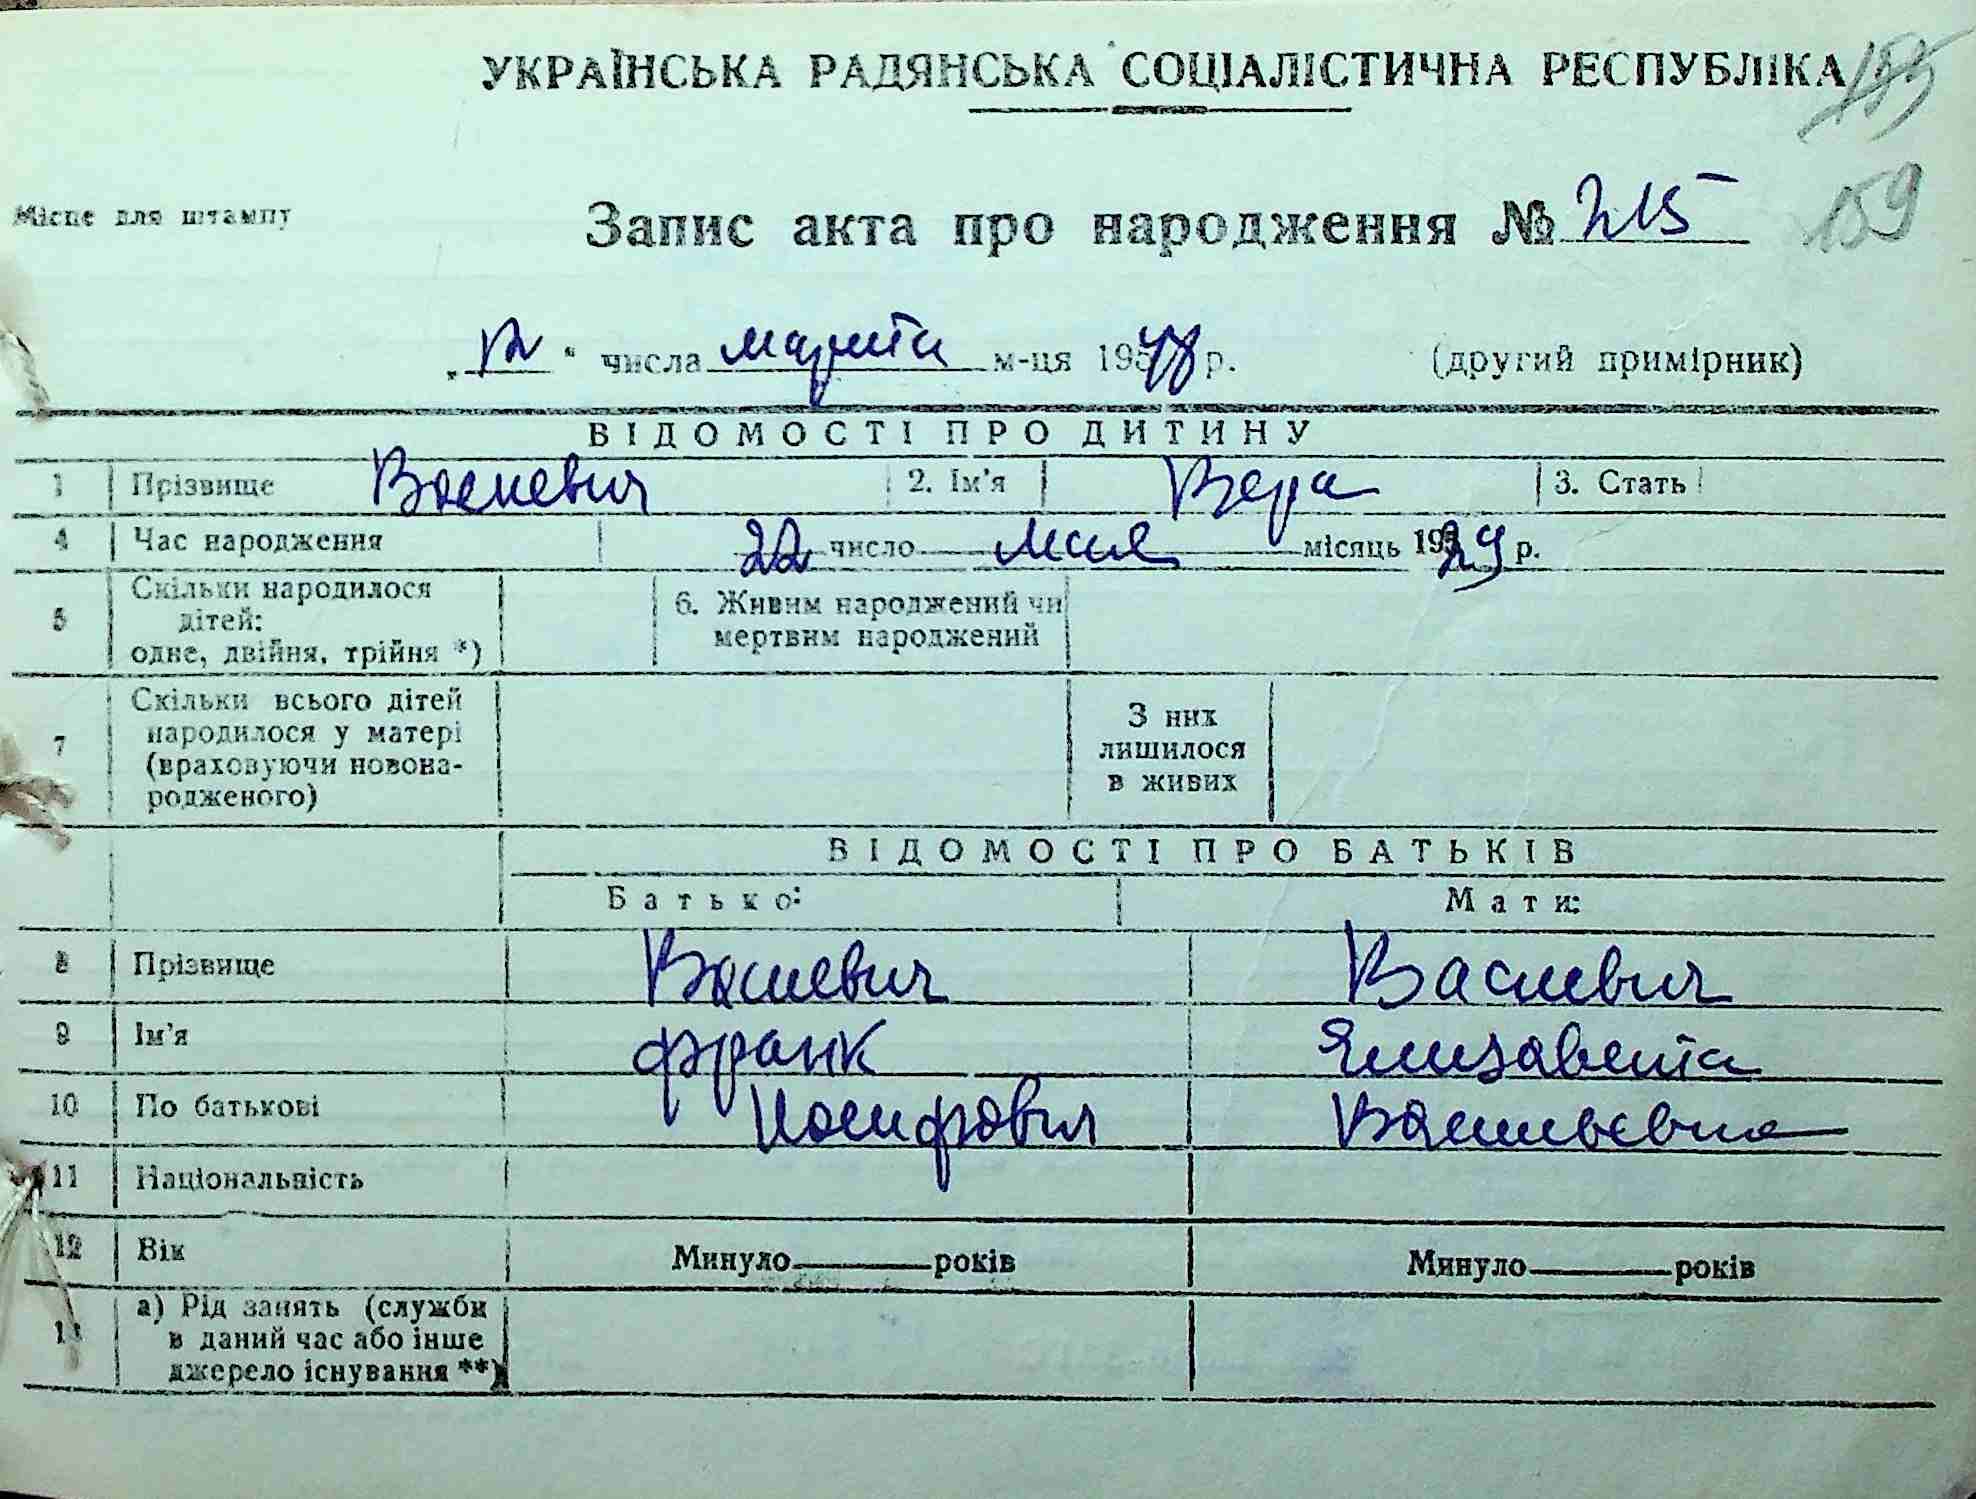 УКРАЇНСЬКА РАДЯНСЬКА СОЦІАЛІСТИЧНА РЕСПУБЛІКА
159
Місце для штампу
Запис акта про народження № 215
„12“ числа марта м-ця 1948 р. (другий примірник)
ВІДОМОСТІ ПРО ДИТИНУ
1 Прізвище Васкевич 2. Ім'я Вера 3. Стать
4 Час народження 22 число мая місяць 1929 р.
5 Скільки народилося дітей: одне, двійня, трійня *) 6. Живим народжений чи мертвим народжений
7 Скільки всього дітей народилося у матері (враховуючи новонародженого) З них лишилося в живих
ВІДОМОСТІ ПРО БАТЬКІВ
Батько: Мати:
8 Прізвище Васкевич Васкевич
9 Ім'я Франк Елизавета
10 По батькові Иосифович Васильевна
11 Національність
12 Вік Минуло років Минуло років
13 а) Рід занять (служби в даний час або інше джерело існування **)